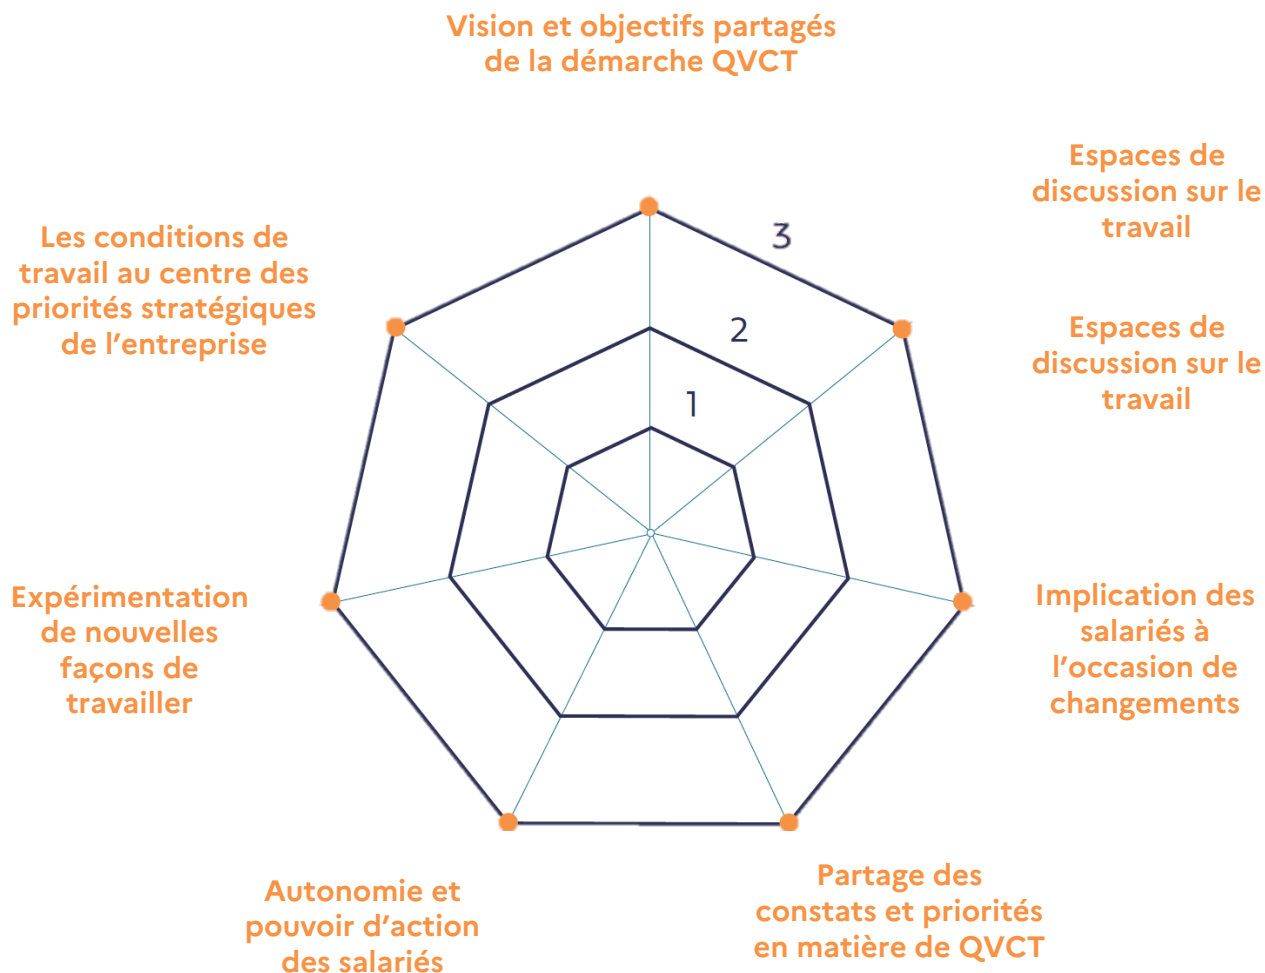 Vision et objectifs partagés
de la démarche QVCT
Espaces de
discussion sur le
travail
3
Les conditions de
travail au centre des
priorités stratégiques
de l’entreprise
2
Espaces de
discussion sur le
travail
1
Expérimentation
de nouvelles
façons de
travailler
Implication des
salariés à
l’occasion de
changements
Autonomie et
pouvoir d’action
des salariés
Partage des
constats et priorités
en matière de QVCT